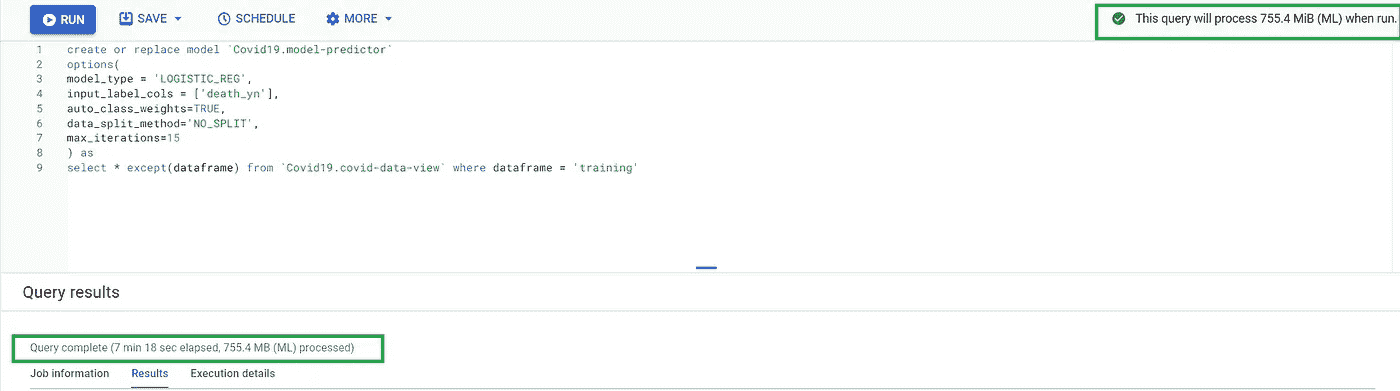 RUN SAVE SCHEDULE MORE This query will process 755.4 MiB (ML) when run.
1 create or replace model `Covid19.model-predictor`
2 options(
3 model_type = 'LOGISTIC_REG',
4 input_label_cols = ['death_yn'],
5 auto_class_weights=TRUE,
6 data_split_method='NO_SPLIT',
7 max_iterations=15
8 ) as
9 select * except(dataframe) from `Covid19.covid-data-view` where dataframe = 'training'
Query results
Query complete (7 min 18 sec elapsed, 755.4 MB (ML) processed)
Job information Results Execution details